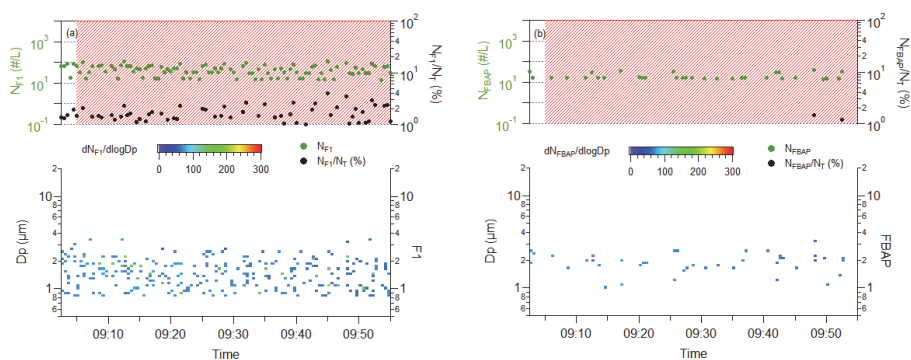 (a)
10³
10¹
10⁻¹
N_F1 (#/L)
10²
4
2
10¹
4
2
10⁰
N_F1/N_T (%)
dN_F1/dlogDp
0 100 200 300
N_F1
N_F1/N_T (%)
2
10
8
6
4
2
1
8
6
Dp (µm)
2
10
8
6
4
2
1
8
6
F1
09:10 09:20 09:30 09:40 09:50
Time
(b)
10³
10¹
10⁻¹
N_FBAP (#/L)
10²
4
2
10¹
4
2
10⁰
N_FBAP/N_T (%)
dN_FBAP/dlogDp
0 100 200 300
N_FBAP
N_FBAP/N_T (%)
2
10
8
6
4
2
1
8
6
Dp (µm)
2
10
8
6
4
2
1
8
6
FBAP
09:10 09:20 09:30 09:40 09:50
Time